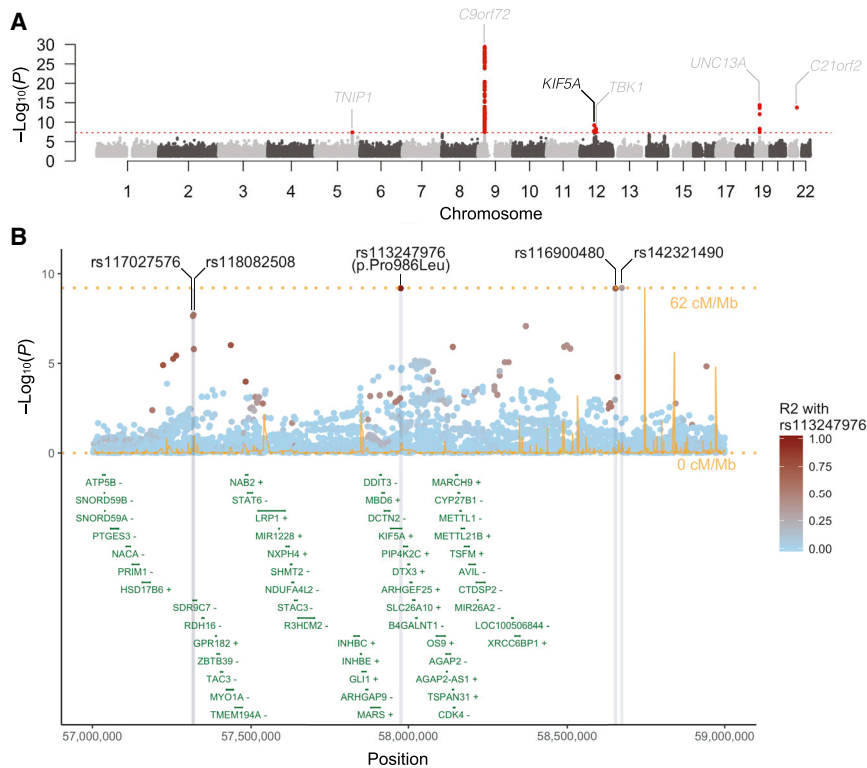 A
C9orf72
TNIP1
KIF5A
TBK1
UNC13A
C21orf2
−Log10(P)
30
25
20
15
10
5
0
1 2 3 4 5 6 7 8 9 10 11 12 13 15 17 19 22
Chromosome
B
rs117027576 rs118082508
rs113247976
(p.Pro986Leu)
rs116900480 rs142321490
10
5
0
−Log10(P)
62 cM/Mb
0 cM/Mb
R2 with
rs113247976
1.00
0.75
0.50
0.25
0.00
ATP5B - NAB2 + DDIT3 - MARCH9 +
SNORD59B - STAT6 - MBD6 + CYP27B1 -
SNORD59A - LRP1 + DCTN2 - METTL1 -
PTGES3 - MIR1228 + KIF5A + METTL21B +
NACA - NXPH4 + PIP4K2C + TSFM +
PRIM1 - SHMT2 - DTX3 + AVIL -
HSD17B6 + NDUFA4L2 - ARHGEF25 + CTDSP2 -
SDR9C7 - STAC3 - SLC26A10 + MIR26A2 -
RDH16 - R3HDM2 - B4GALNT1 - LOC100506844 -
GPR182 + INHBC + OS9 + XRCC6BP1 +
ZBTB39 - INHBE + AGAP2 -
TAC3 - GLI1 + AGAP2-AS1 +
MYO1A - ARHGAP9 - TSPAN31 +
TMEM194A - MARS + CDK4 -
57,000,000 57,500,000 58,000,000 58,500,000 59,000,000
Position